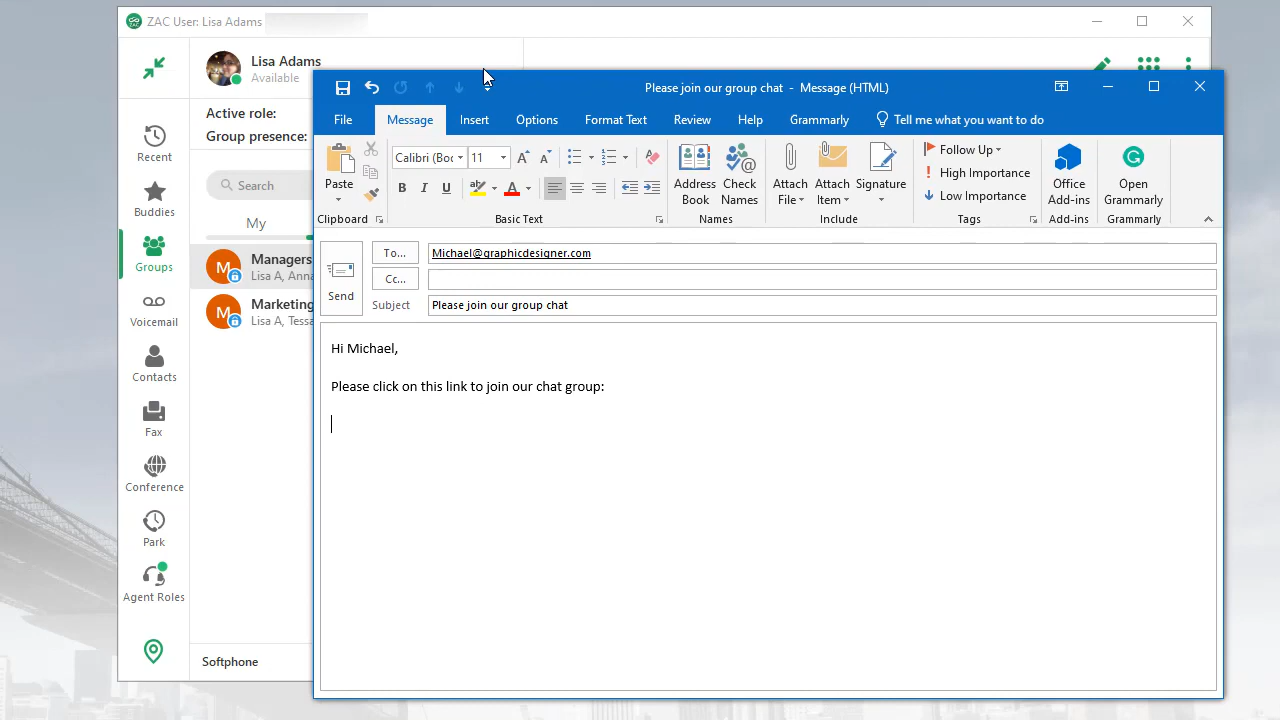 ZAC User: Lisa Adams
Lisa Adams
Available
Active role:
Group presence:
Recent
Buddies
Groups
Voicemail
Contacts
Fax
Conference
Park
Agent Roles
Search
My
M
Managers
Lisa A, Anna
M
Marketing
Lisa A, Tessa
Softphone
Please join our group chat - Message (HTML)
File Message Insert Options Format Text Review Help Grammarly Tell me what you want to do
Paste
Clipboard
Calibri (Boc 11
B I U
Basic Text
Address Book
Check Names
Names
Attach File
Attach Item
Signature
Include
Follow Up
High Importance
Low Importance
Tags
Office Add-ins
Add-ins
Open Grammarly
Grammarly
Send
To... Michael@graphicdesigner.com
Cc...
Subject Please join our group chat
Hi Michael,
Please click on this link to join our chat group: